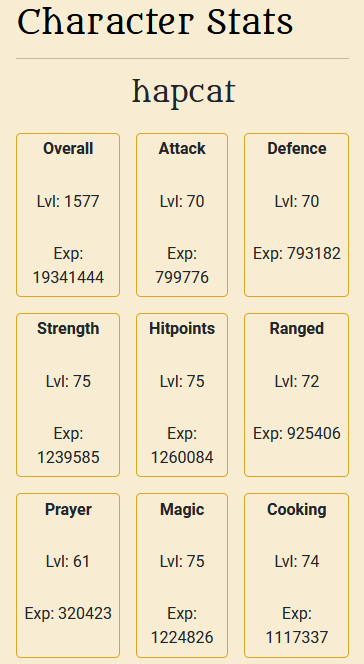 Character Stats
hapcat
Overall
Lvl: 1577
Exp:
19341444
Attack
Lvl: 70
Exp:
799776
Defence
Lvl: 70
Exp: 793182
Strength
Lvl: 75
Exp:
1239585
Hitpoints
Lvl: 75
Exp:
1260084
Ranged
Lvl: 72
Exp: 925406
Prayer
Lvl: 61
Exp: 320423
Magic
Lvl: 75
Exp:
1224826
Cooking
Lvl: 74
Exp:
1117337